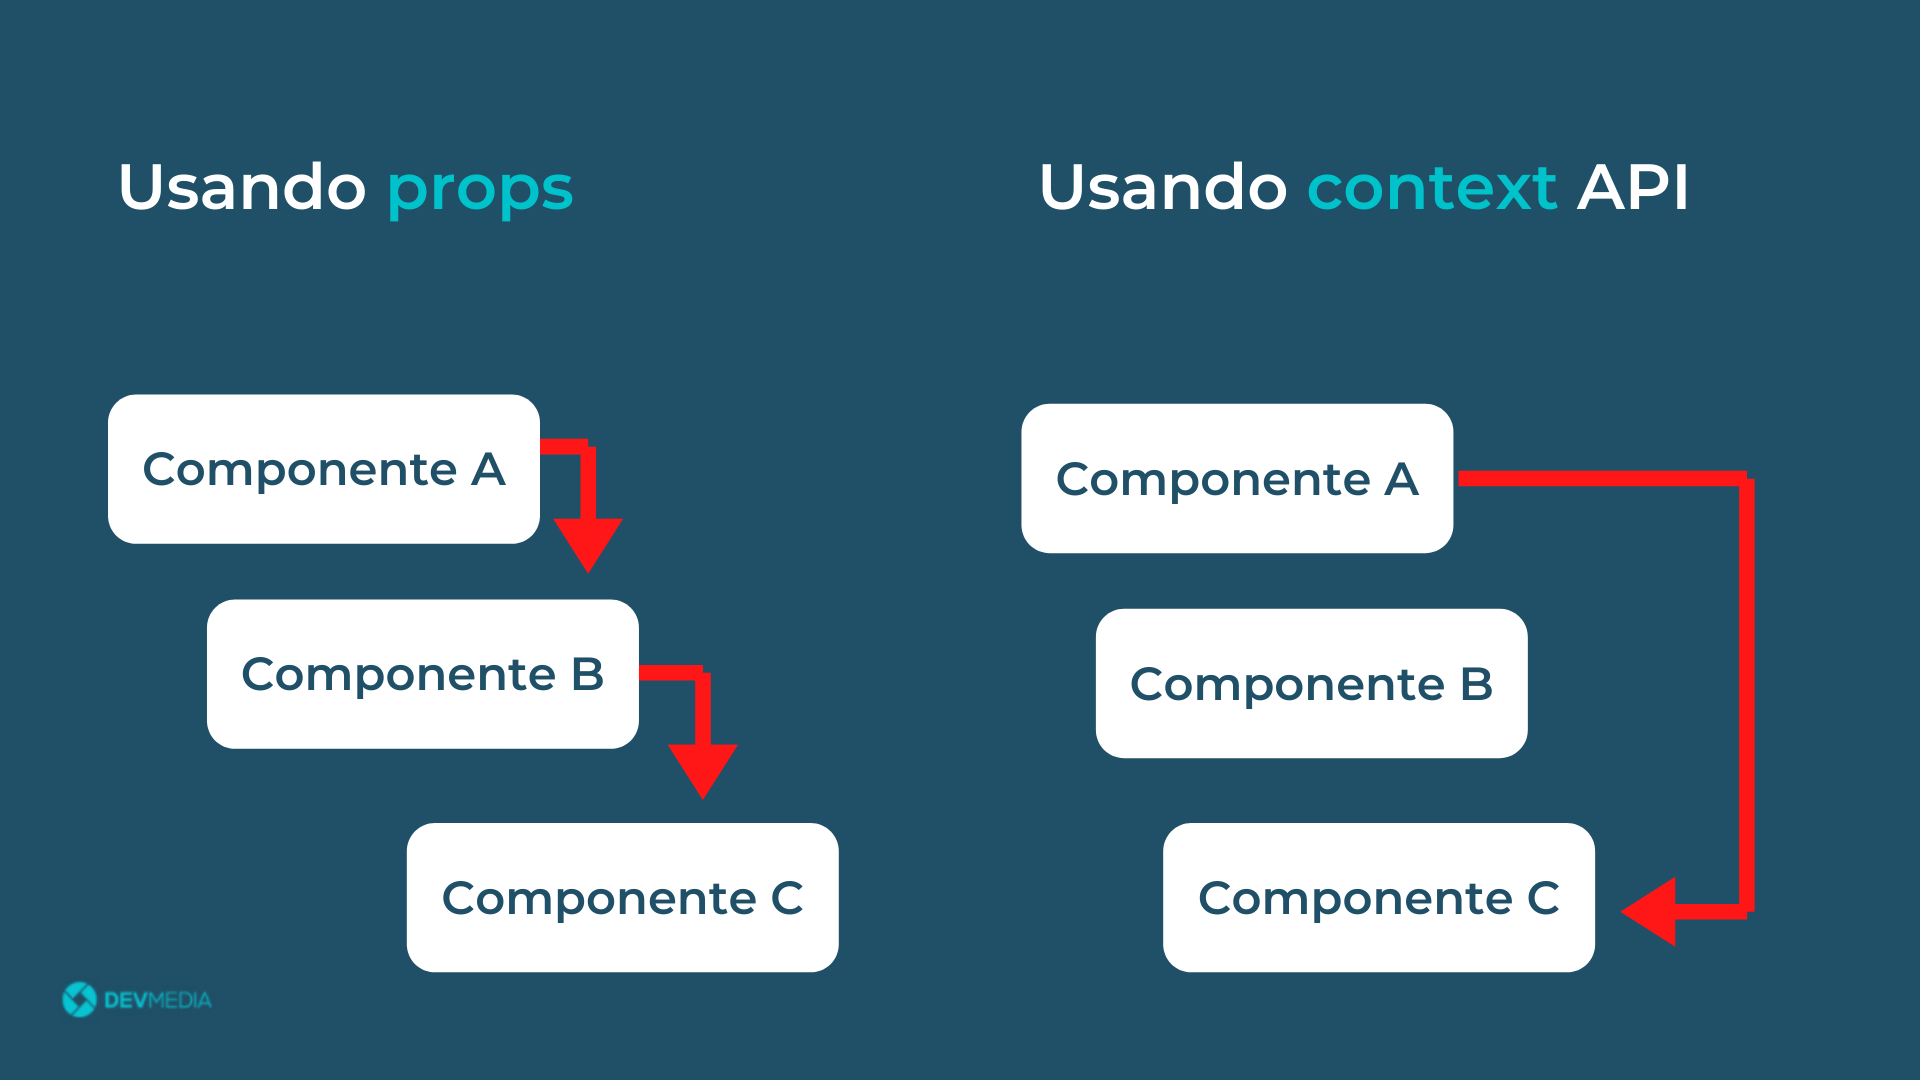 Usando props
Componente A
Componente B
Componente C
Usando context API
Componente A
Componente B
Componente C
DEVMEDIA